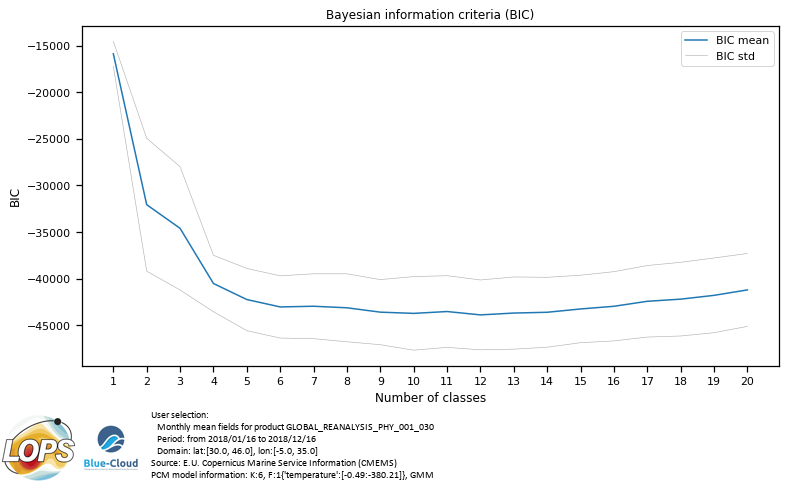 Bayesian information criteria (BIC)
BIC mean
BIC std
−15000
−20000
−25000
−30000
−35000
−40000
−45000
BIC
1 2 3 4 5 6 7 8 9 10 11 12 13 14 15 16 17 18 19 20
Number of classes
LOPS
Blue-Cloud
User selection:
Monthly mean fields for product GLOBAL_REANALYSIS_PHY_001_030
Period: from 2018/01/16 to 2018/12/16
Domain: lat:[30.0, 46.0], lon:[-5.0, 35.0]
Source: E.U. Copernicus Marine Service Information (CMEMS)
PCM model information: K:6, F:1{'temperature':[-0.49:-380.21]}, GMM